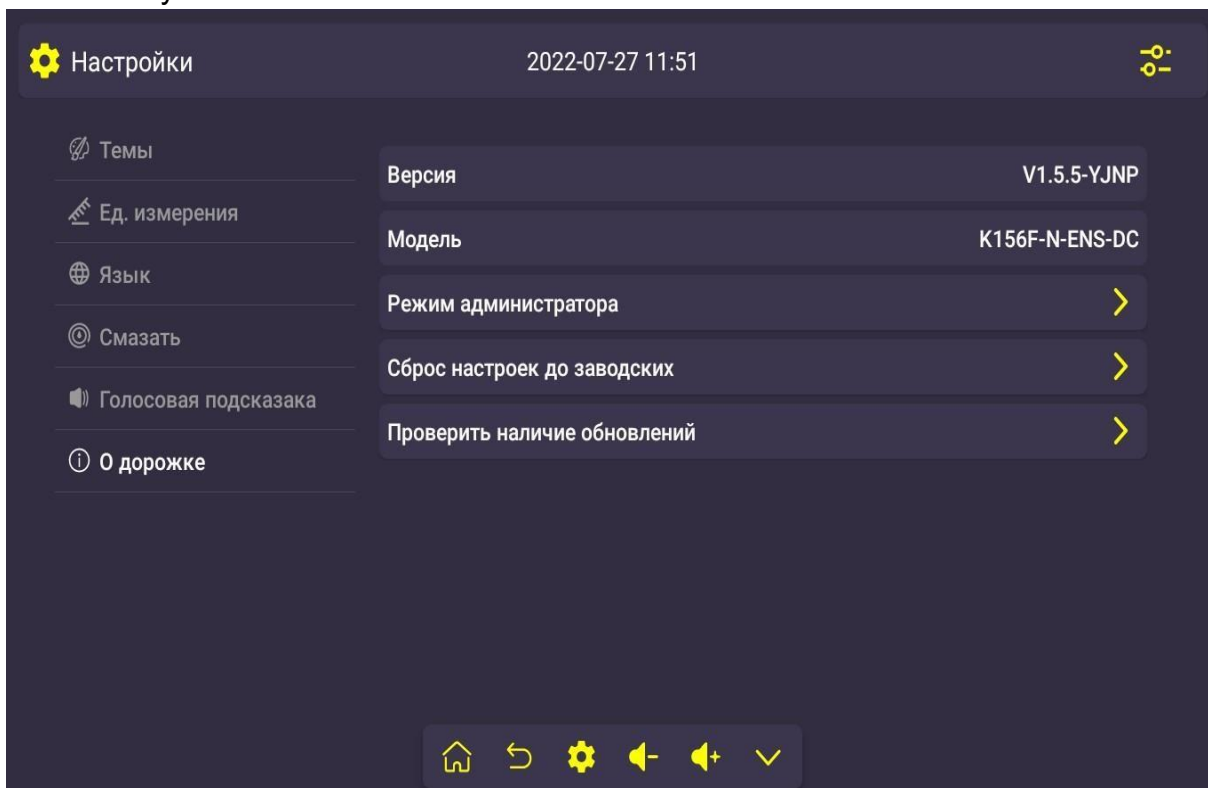 Настройки
2022-07-27 11:51
Темы
Ед. измерения
Язык
Смазать
Голосовая подсказака
О дорожке
Версия V1.5.5-YJNP
Модель K156F-N-ENS-DC
Режим администратора
Сброс настроек до заводских
Проверить наличие обновлений